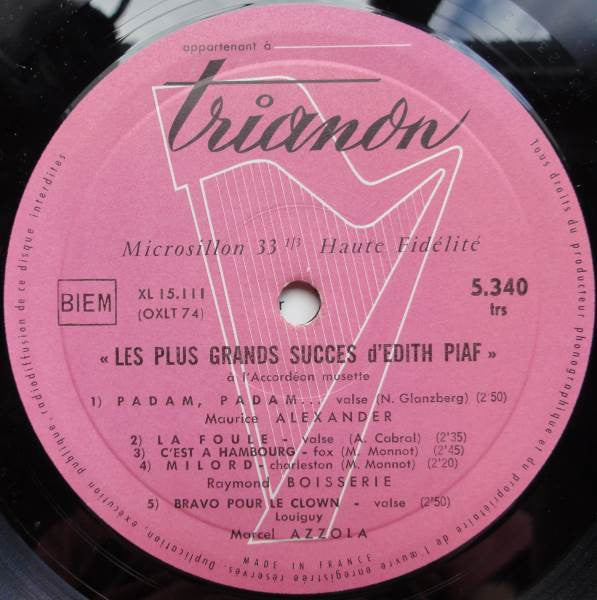 appartenant à
trianon
Microsillon 33 1/3 Haute Fidélité
BIEM
XL 15.111
(OXLT 74)
5.340
trs
« LES PLUS GRANDS SUCCES d'EDITH PIAF »
à l'Accordéon musette
1) PADAM, PADAM... valse (N. Glanzberg) (2'50)
Maurice ALEXANDER
2) LA FOULE - valse (A. Cabral) (2'35)
3) C'EST A HAMBOURG - fox (M. Monnot) (2'45)
4) MILORD - charleston (M. Monnot) (2'20)
Raymond BOISSERIE
5) BRAVO POUR LE CLOWN - valse (2'50)
Louiguy
Marcel AZZOLA
MADE IN FRANCE
Tous droits du producteur phonographique et du propriétaire de l'œuvre enregistrée réservés. Duplication, exécution publique, radiodiffusion de ce disque interdites